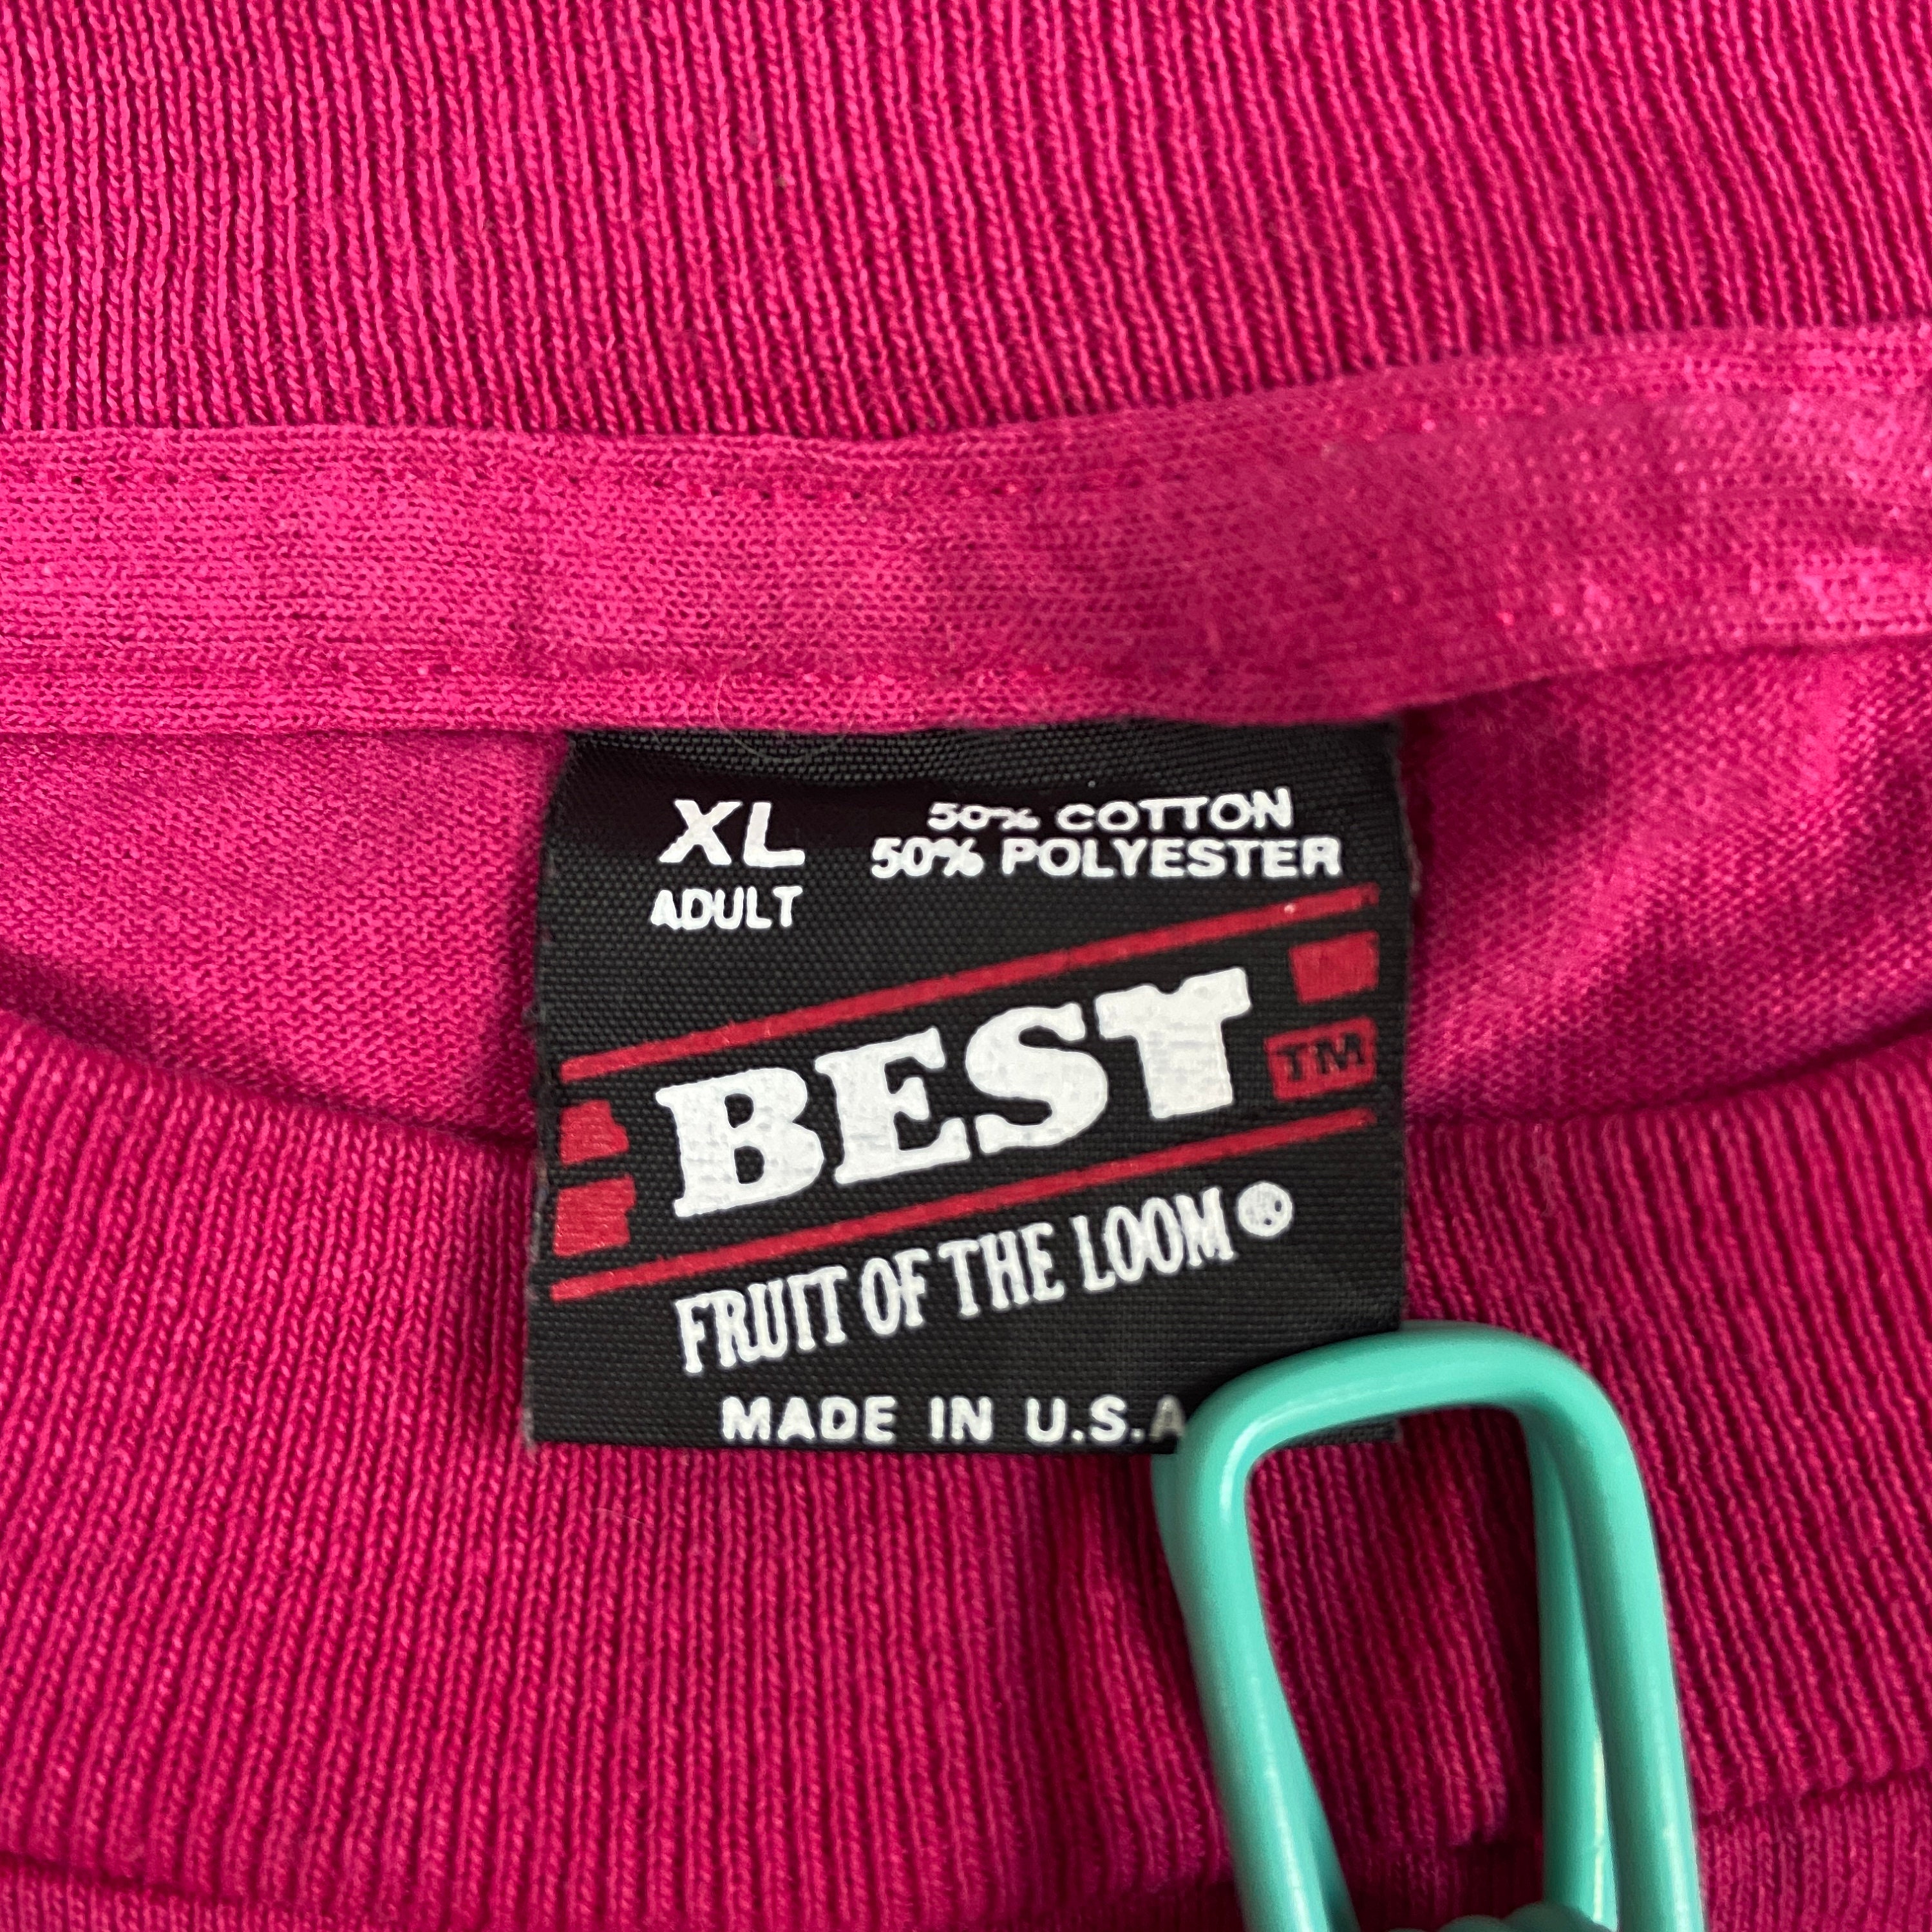 XL
ADULT
50% COTTON
50% POLYESTER
BEST
TM
FRUIT OF THE LOOM®
MADE IN U.S.A